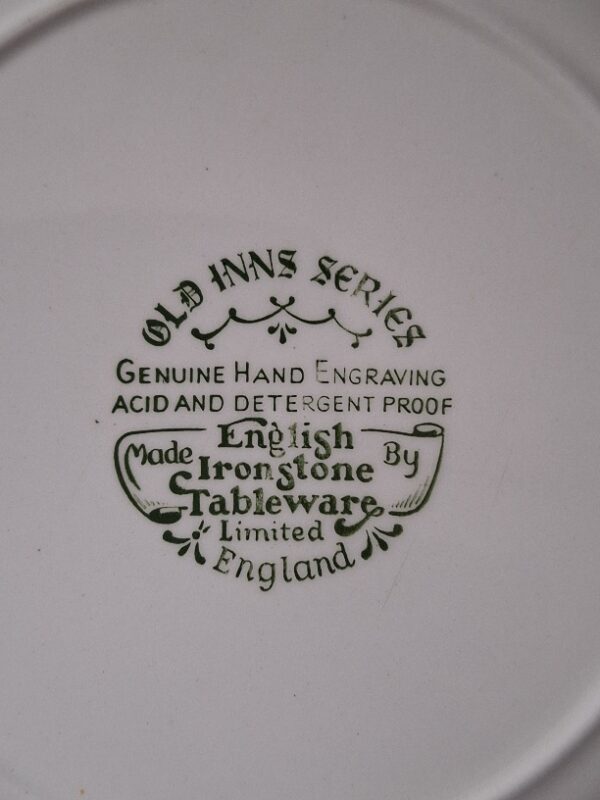 OLD INNS SERIES
GENUINE HAND ENGRAVING
ACID AND DETERGENT PROOF
Made English By
Ironstone
Tableware
Limited
England